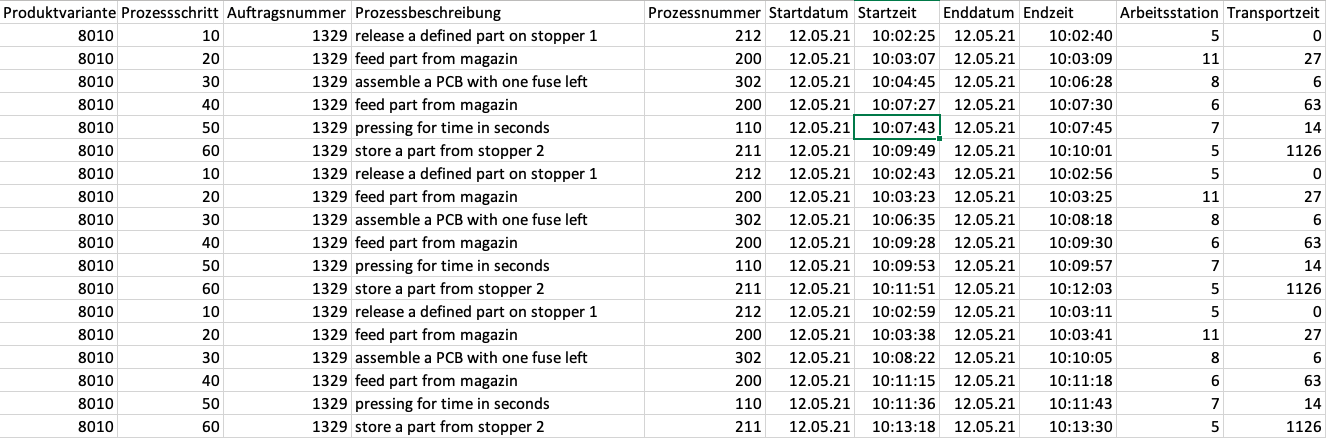 Produktvariante Prozessschritt Auftragsnummer Prozessbeschreibung Prozessnummer Startdatum Startzeit Enddatum Endzeit Arbeitsstation Transportzeit
8010 10 1329 release a defined part on stopper 1 212 12.05.21 10:02:25 12.05.21 10:02:40 5 0
8010 20 1329 feed part from magazin 200 12.05.21 10:03:07 12.05.21 10:03:09 11 27
8010 30 1329 assemble a PCB with one fuse left 302 12.05.21 10:04:45 12.05.21 10:06:28 8 6
8010 40 1329 feed part from magazin 200 12.05.21 10:07:27 12.05.21 10:07:30 6 63
8010 50 1329 pressing for time in seconds 110 12.05.21 10:07:43 12.05.21 10:07:45 7 14
8010 60 1329 store a part from stopper 2 211 12.05.21 10:09:49 12.05.21 10:10:01 5 1126
8010 10 1329 release a defined part on stopper 1 212 12.05.21 10:02:43 12.05.21 10:02:56 5 0
8010 20 1329 feed part from magazin 200 12.05.21 10:03:23 12.05.21 10:03:25 11 27
8010 30 1329 assemble a PCB with one fuse left 302 12.05.21 10:06:35 12.05.21 10:08:18 8 6
8010 40 1329 feed part from magazin 200 12.05.21 10:09:28 12.05.21 10:09:30 6 63
8010 50 1329 pressing for time in seconds 110 12.05.21 10:09:53 12.05.21 10:09:57 7 14
8010 60 1329 store a part from stopper 2 211 12.05.21 10:11:51 12.05.21 10:12:03 5 1126
8010 10 1329 release a defined part on stopper 1 212 12.05.21 10:02:59 12.05.21 10:03:11 5 0
8010 20 1329 feed part from magazin 200 12.05.21 10:03:38 12.05.21 10:03:41 11 27
8010 30 1329 assemble a PCB with one fuse left 302 12.05.21 10:08:22 12.05.21 10:10:05 8 6
8010 40 1329 feed part from magazin 200 12.05.21 10:11:15 12.05.21 10:11:18 6 63
8010 50 1329 pressing for time in seconds 110 12.05.21 10:11:36 12.05.21 10:11:43 7 14
8010 60 1329 store a part from stopper 2 211 12.05.21 10:13:18 12.05.21 10:13:30 5 1126